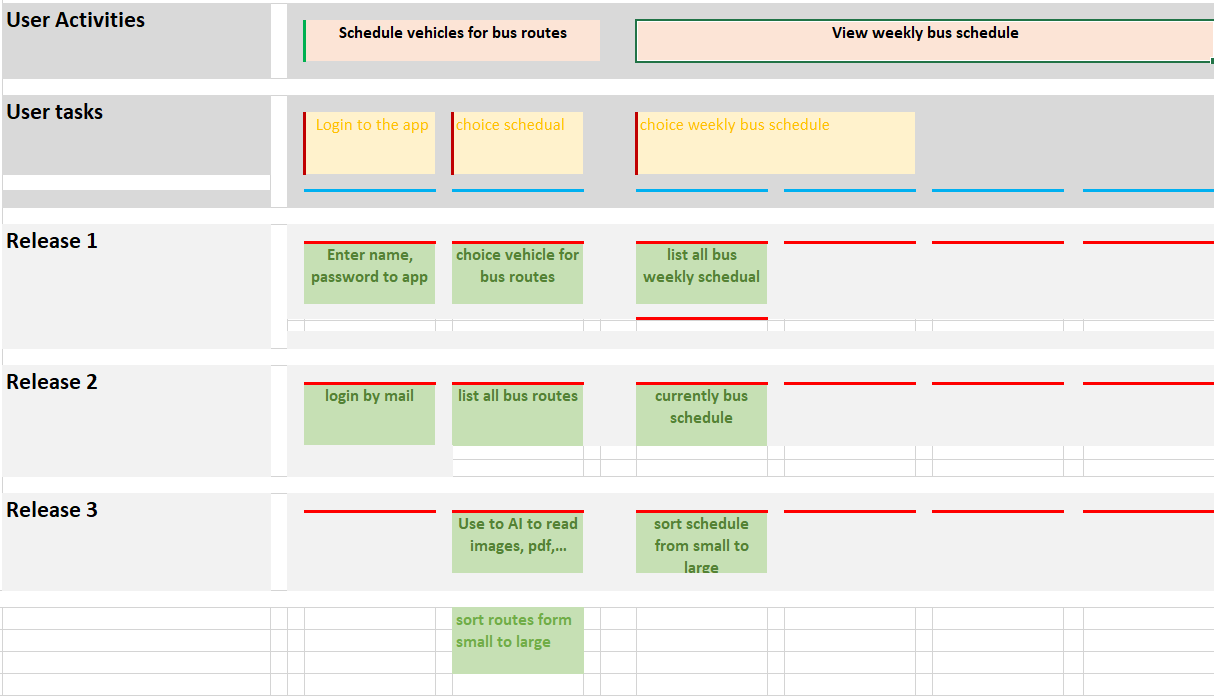 User Activities
Schedule vehicles for bus routes
View weekly bus schedule
User tasks
Login to the app
choice schedual
choice weekly bus schedule
Release 1
Enter name,
password to app
choice vehicle for
bus routes
list all bus
weekly schedual
Release 2
login by mail
list all bus routes
currently bus
schedule
Release 3
Use to AI to read
images, pdf,...
sort schedule
from small to
large
sort routes form
small to large